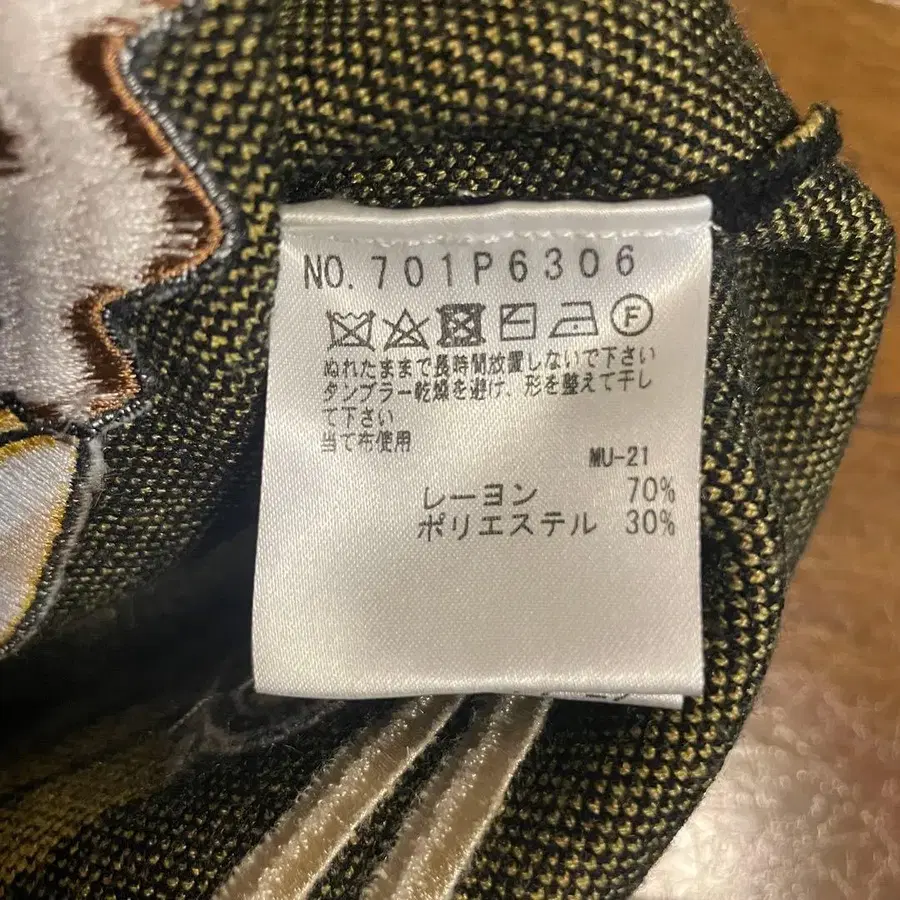 NO.701P6306
F
ぬれたままで長時間放置しないで下さい
タンブラー乾燥を避け、形を整えて干し
て下さい
当て布使用
MU-21
レーヨン 70%
ポリエステル 30%